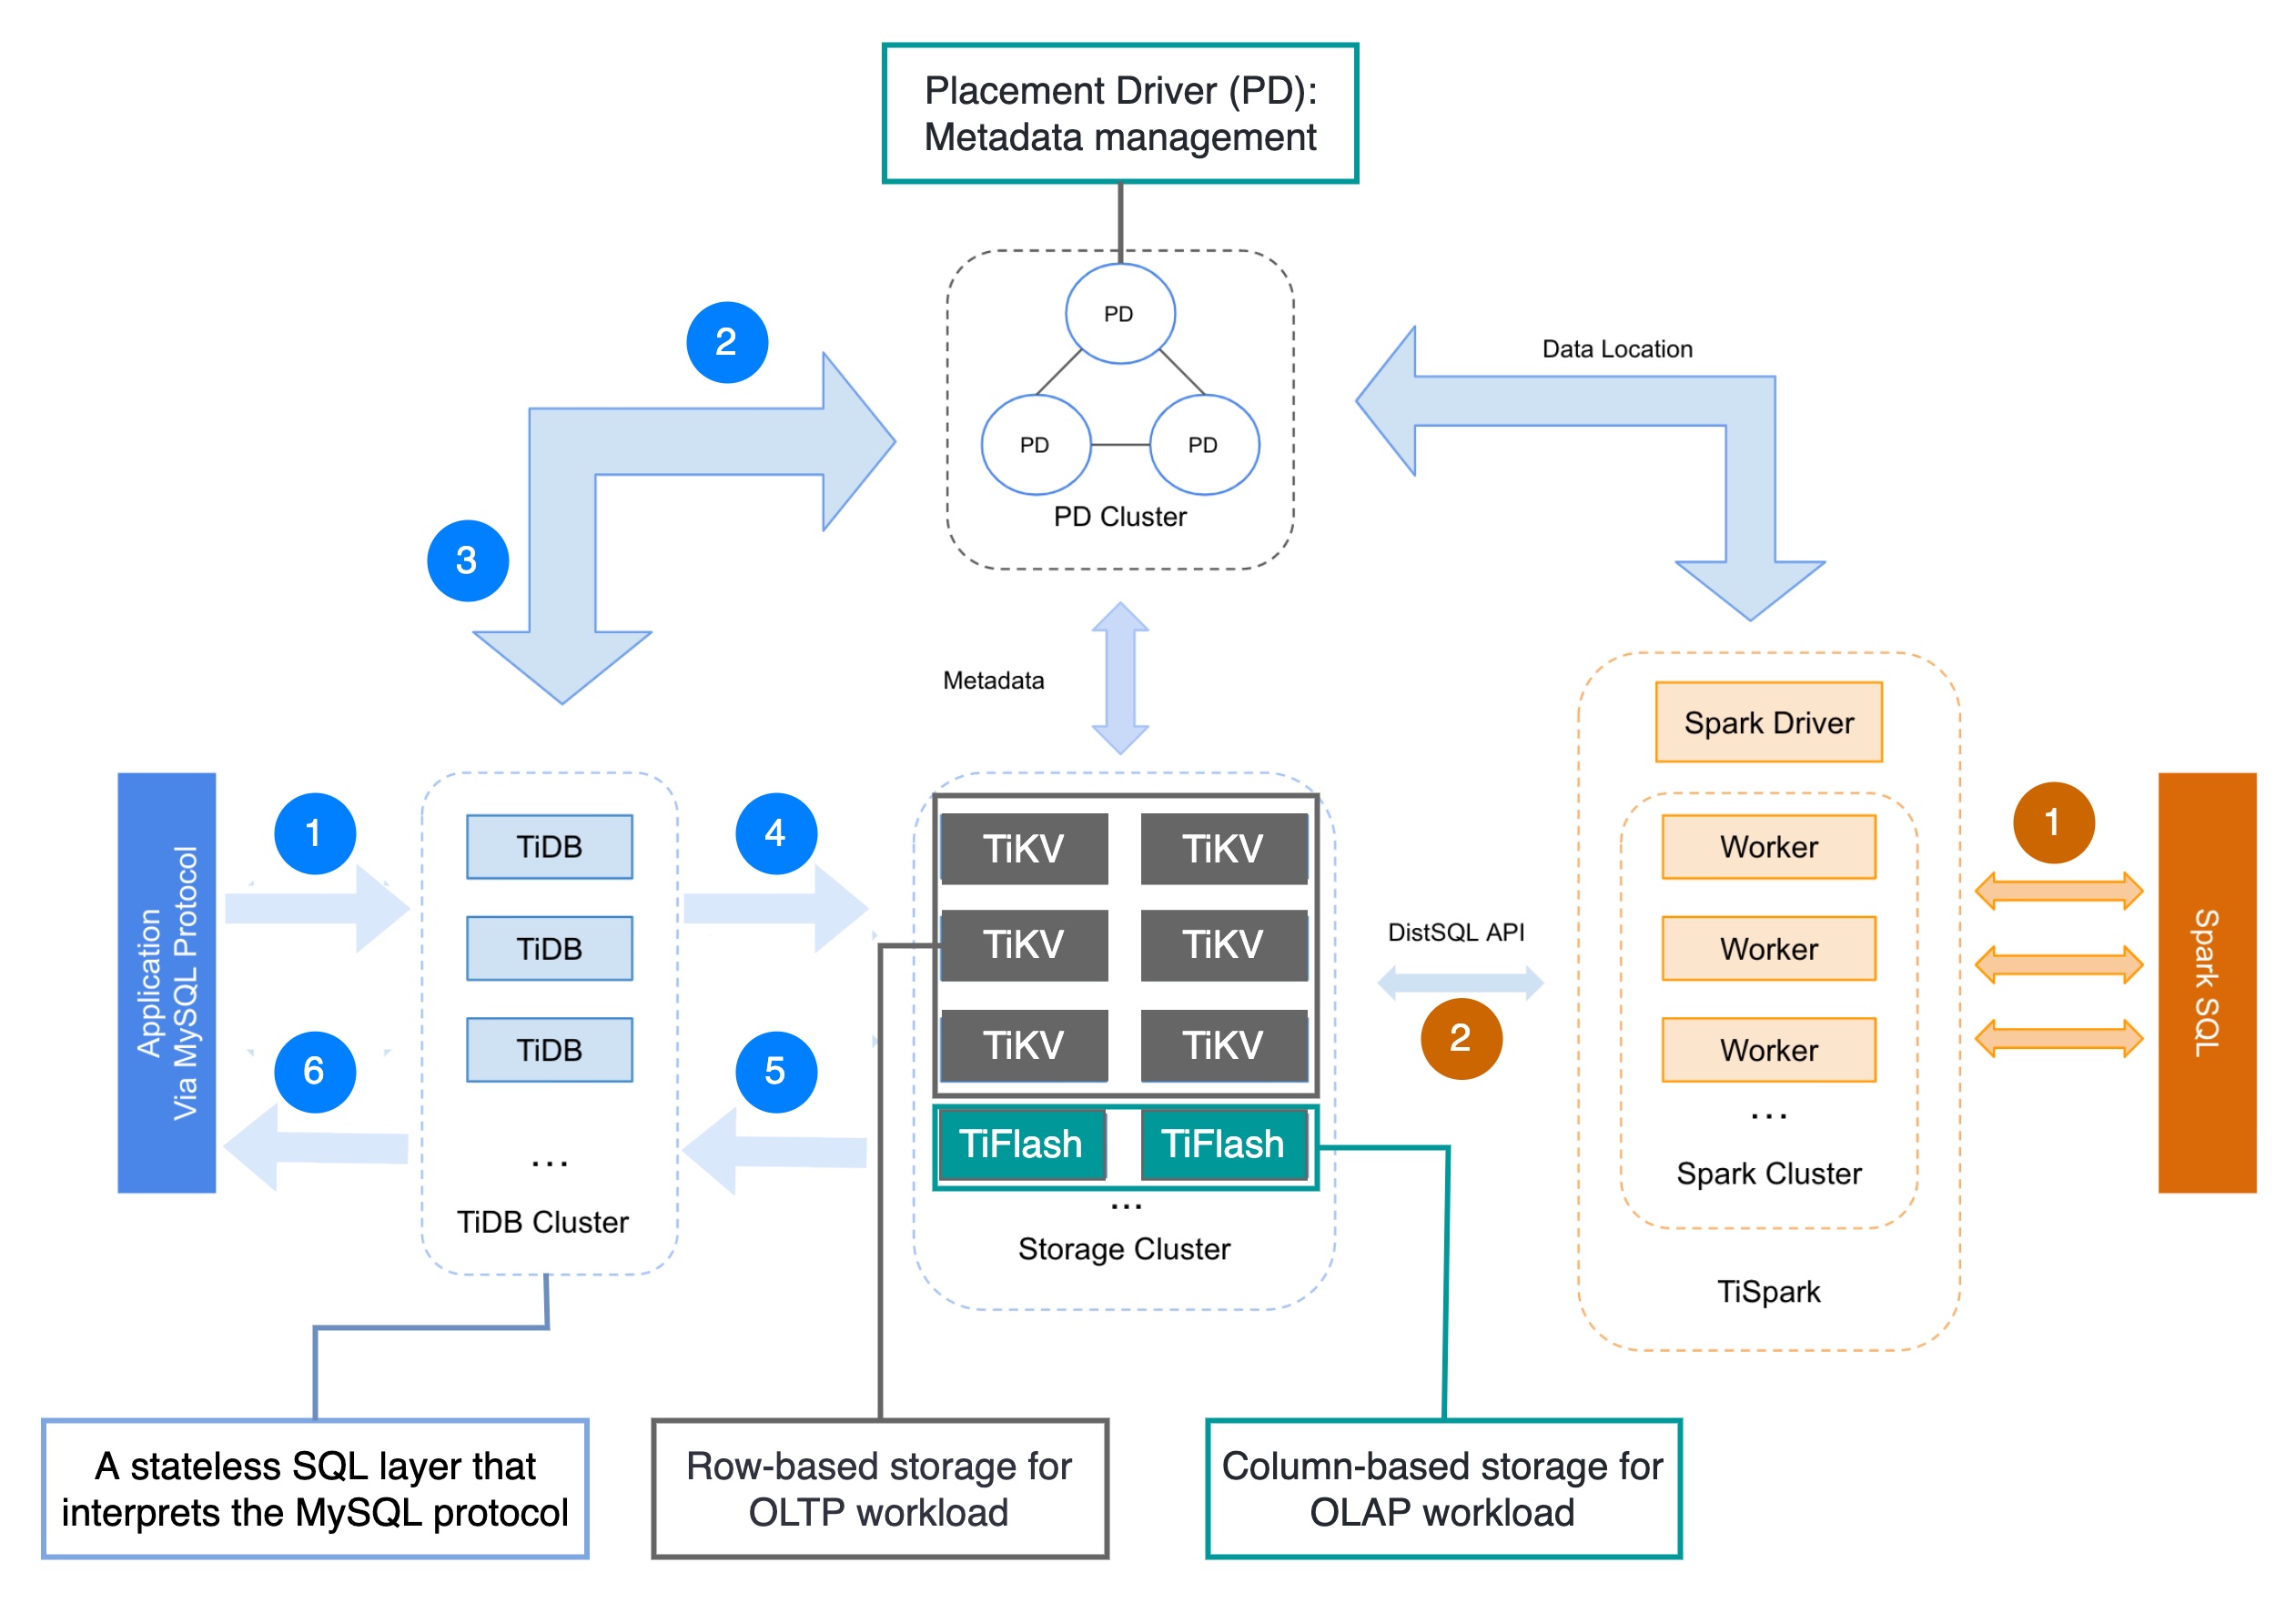 Placement Driver (PD):
Metadata management
PD
PD
PD
PD Cluster
2
3
Data Location
Metadata
Application
Via MySQL Protocol
1
6
TiDB
TiDB
TiDB
...
TiDB Cluster
4
5
TiKV
TiKV
TiKV
TiKV
TiKV
TiKV
TiFlash
TiFlash
...
Storage Cluster
DistSQL API
2
Spark Driver
Worker
Worker
Worker
...
Spark Cluster
TiSpark
1
Spark SQL
A stateless SQL layer that
interprets the MySQL protocol
Row-based storage for
OLTP workload
Column-based storage for
OLAP workload